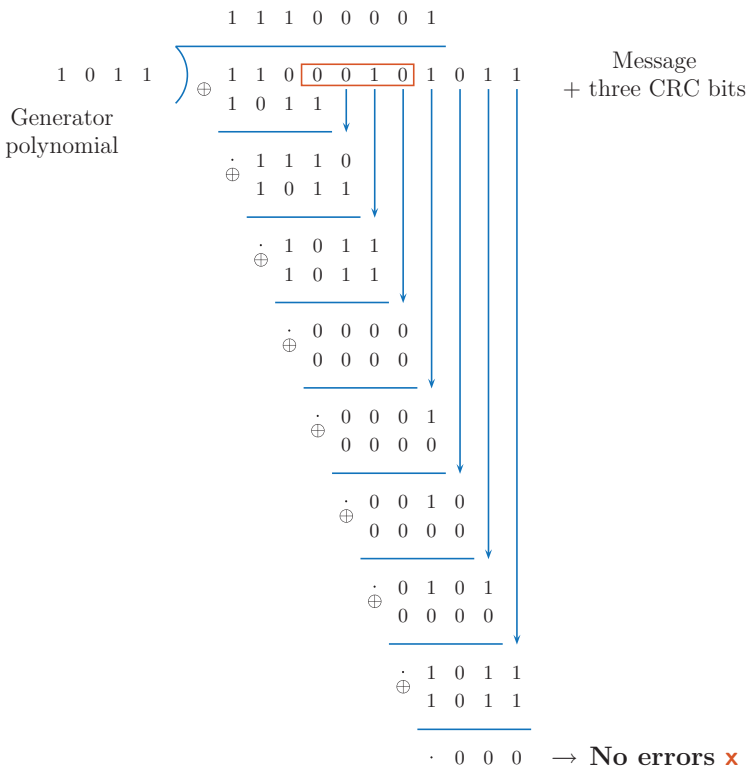 1 1 1 0 0 0 0 1
1 0 1 1 ⊕ 1 1 0 0 0 1 0 1 0 1 1
Message
+ three CRC bits
1 0 1 1
Generator
polynomial
· 1 1 1 0
⊕ 1 0 1 1
· 1 0 1 1
⊕ 1 0 1 1
· 0 0 0 0
⊕ 0 0 0 0
· 0 0 0 1
⊕ 0 0 0 0
· 0 0 1 0
⊕ 0 0 0 0
· 0 1 0 1
⊕ 0 0 0 0
· 1 0 1 1
⊕ 1 0 1 1
· 0 0 0 → No errors x